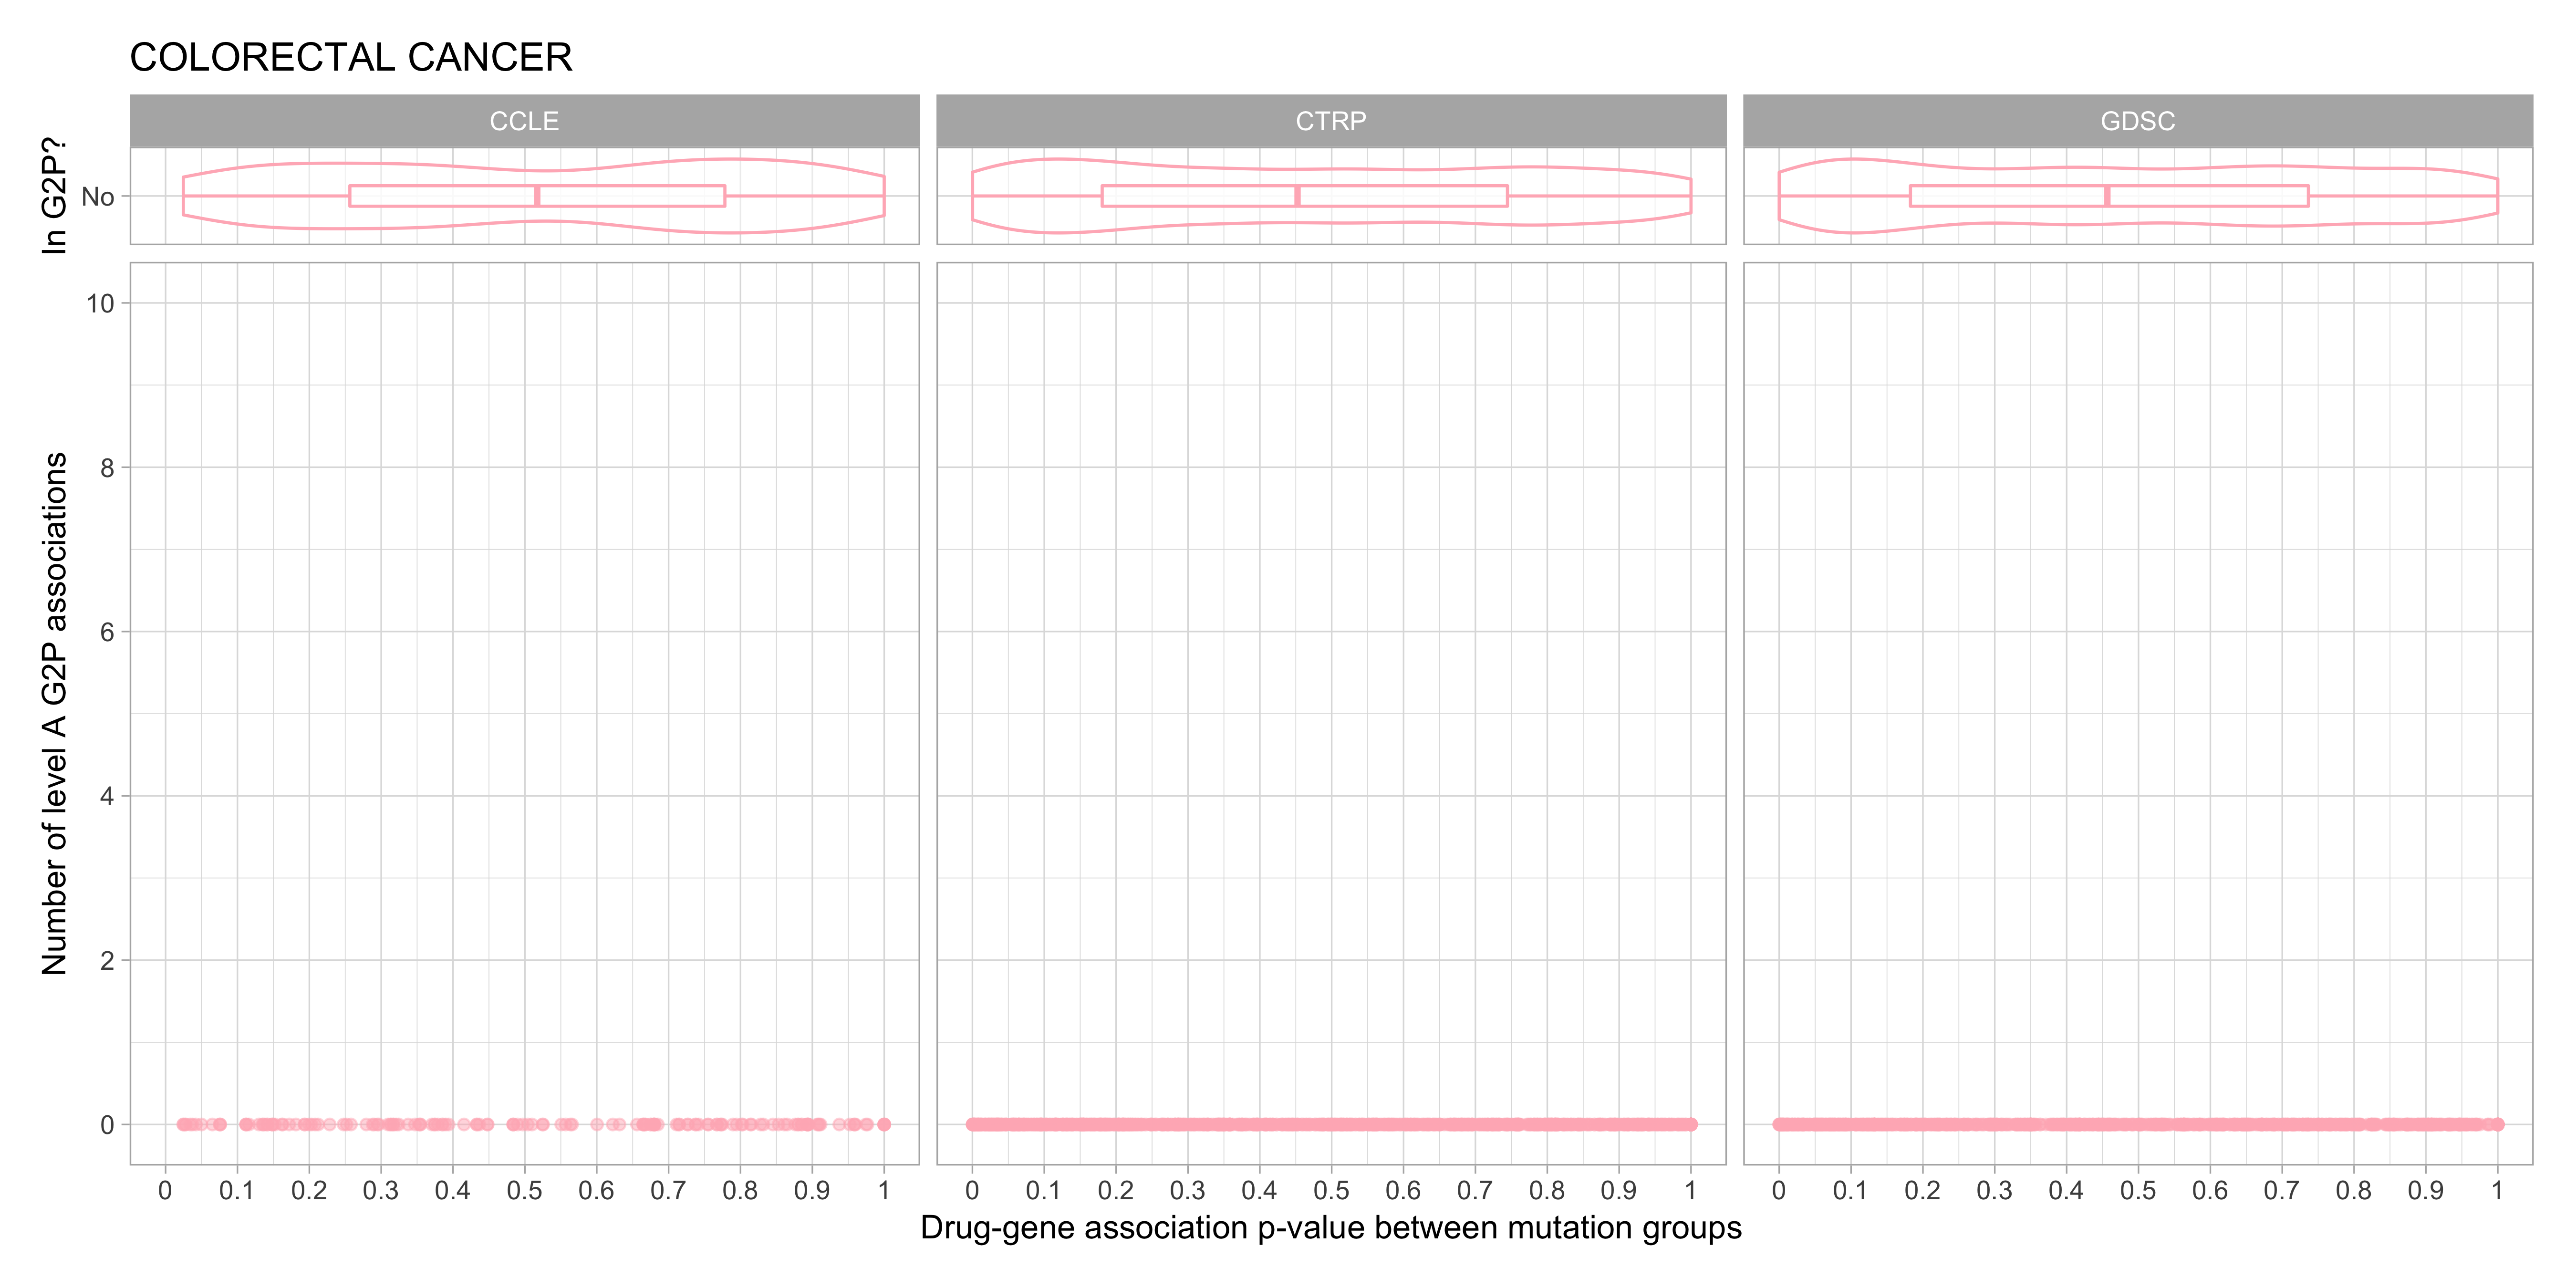 COLORECTAL CANCER
CCLE CTRP GDSC
In G2P?
No
Number of level A G2P associations
10
8
6
4
2
0
0 0.1 0.2 0.3 0.4 0.5 0.6 0.7 0.8 0.9 1 0 0.1 0.2 0.3 0.4 0.5 0.6 0.7 0.8 0.9 1 0 0.1 0.2 0.3 0.4 0.5 0.6 0.7 0.8 0.9 1
Drug-gene association p-value between mutation groups